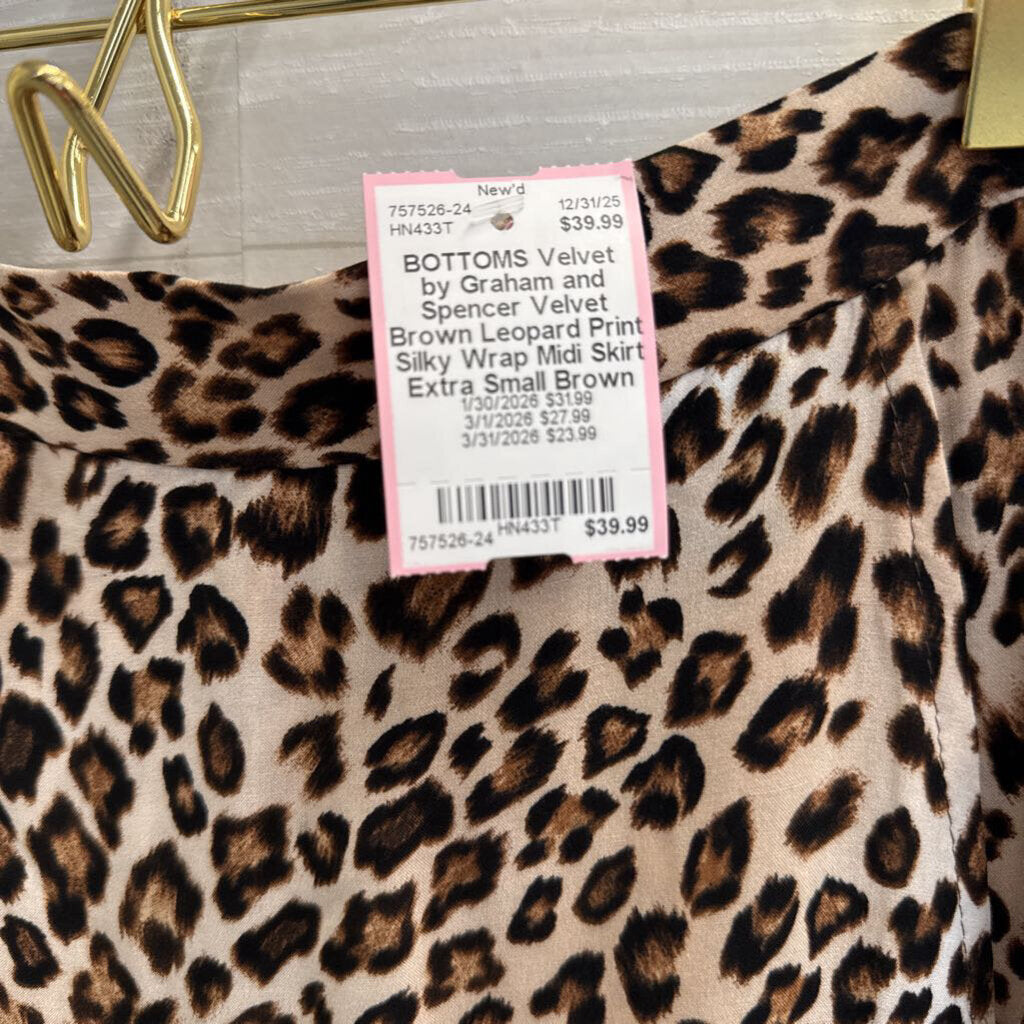 New'd
757526-24 12/31/25
HN433T $39.99
BOTTOMS Velvet
by Graham and
Spencer Velvet
Brown Leopard Print
Silky Wrap Midi Skirt
Extra Small Brown
1/30/2026 $31.99
3/1/2026 $27.99
3/31/2026 $23.99
757526-24 HN433T $39.99